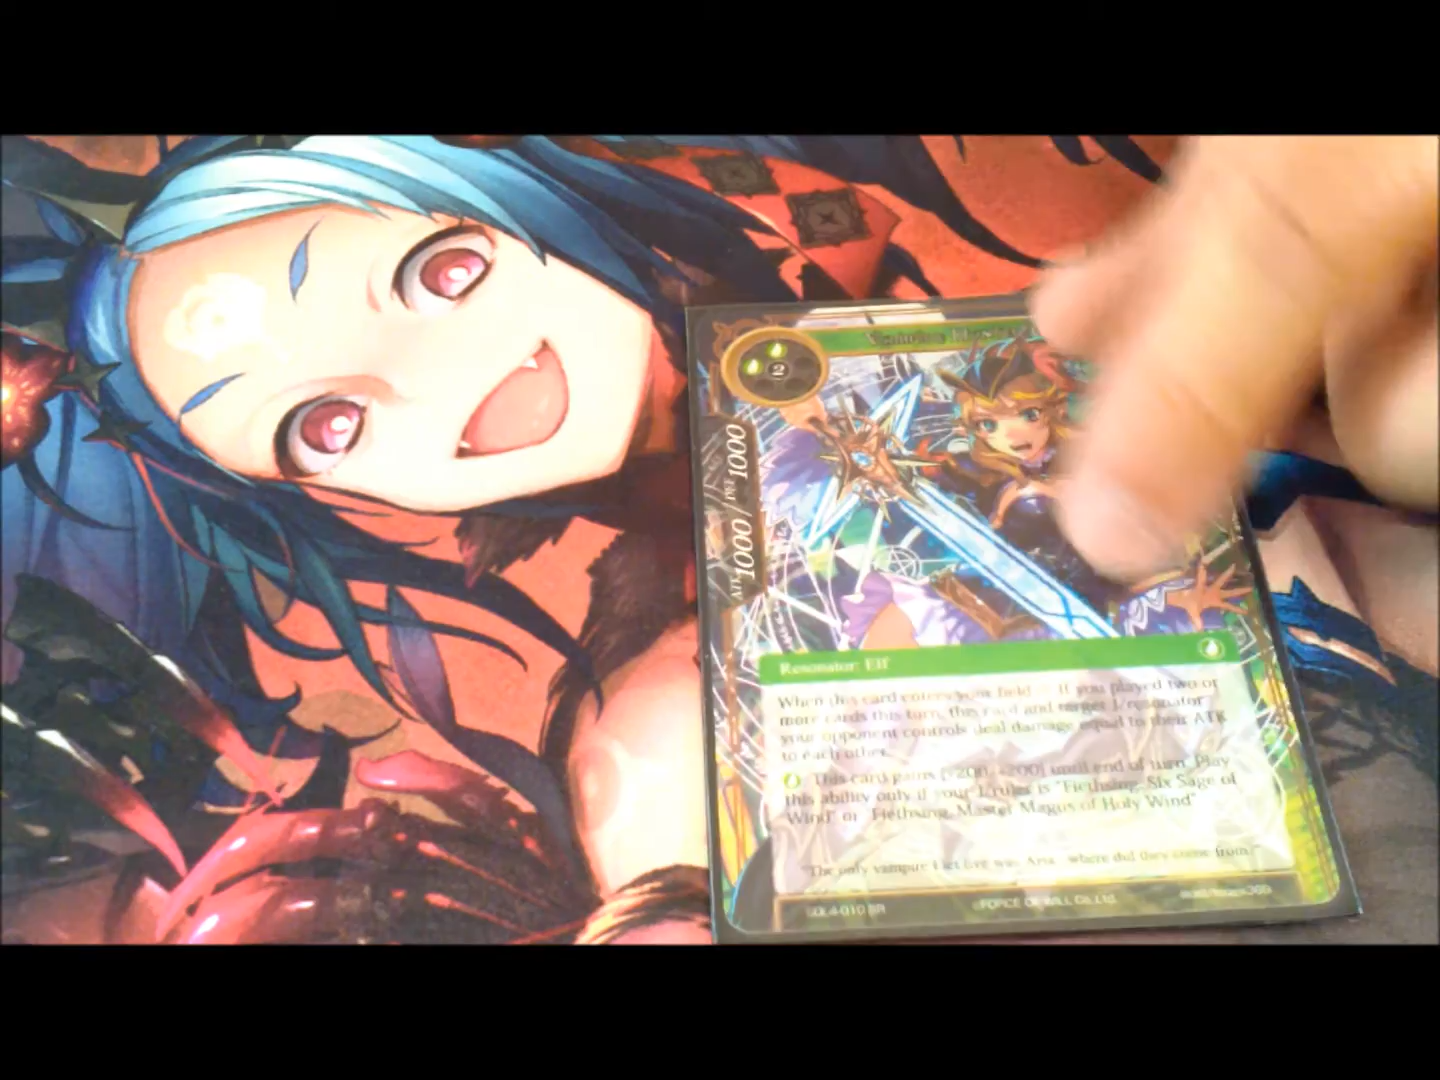 2
ATK 1000 / DEF 1000
Resonator: Elf
When this card enters your field If you played two or
more cards this turn, this card and target J/resonator
your opponent controls deal damage equal to their ATK
to each other.
This card gains [+200/+200] until end of turn. Play
this ability only if your J/ruler is "Fiethsing, Six Sage of
Wind" or "Fiethsing, Master Magus of Holy Wind"
"The only vampire I let live was Aria where did they come from."
SDL4-010 SR ©FORCE OF WILL Co.,Ltd.